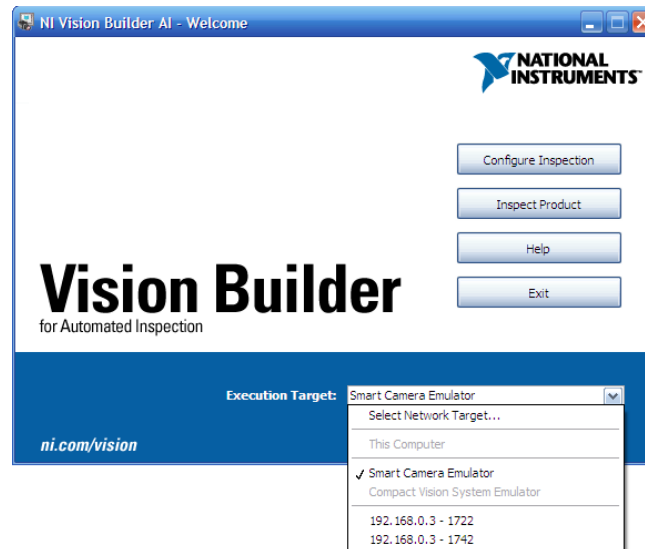 NI Vision Builder AI - Welcome
NATIONAL
INSTRUMENTS
Configure Inspection
Inspect Product
Help
Exit
Vision Builder
for Automated Inspection
Execution Target: Smart Camera Emulator
Select Network Target...
This Computer
ni.com/vision
✓ Smart Camera Emulator
Compact Vision System Emulator
192.168.0.3 - 1722
192.168.0.3 - 1742